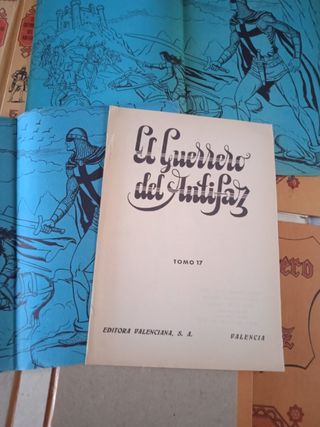 El Guerrero
del Antifaz
TOMO 17
EDITORA VALENCIANA, S. A. VALENCIA